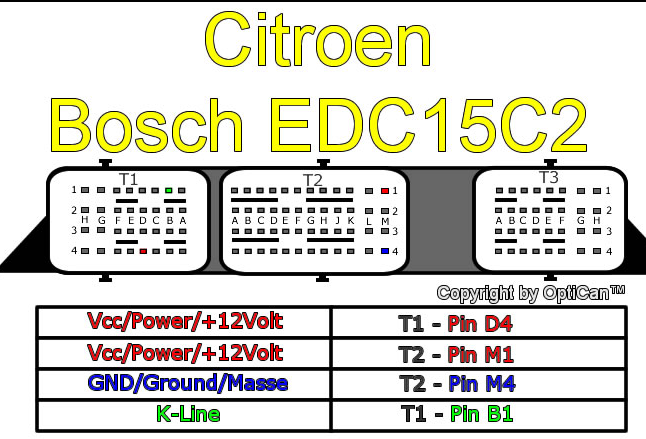 Citroen
Bosch EDC15C2
T1 T2 T3
1 1 1
2 2 2
H G F E D C B A A B C D E F G H J K L M A B C D E F G H
3 3 3
4 4 4
Copyright by OptiCan™
Vcc/Power/+12Volt T1 - Pin D4
Vcc/Power/+12Volt T2 - Pin M1
GND/Ground/Masse T2 - Pin M4
K-Line T1 - Pin B1